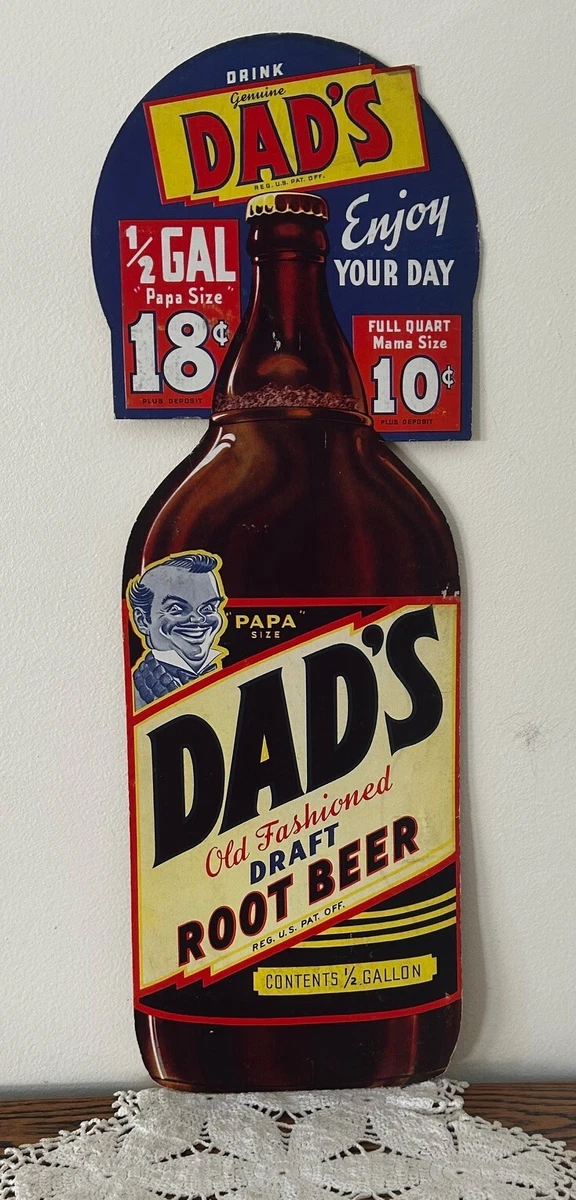 DRINK
Genuine
DAD'S
REG. U.S. PAT. OFF.
Enjoy
YOUR DAY
1/2 GAL
"Papa Size"
18¢
PLUS DEPOSIT
FULL QUART
Mama Size
10¢
PLUS DEPOSIT
"PAPA"
SIZE
DAD'S
Old Fashioned
DRAFT
ROOT BEER
REG. U.S. PAT. OFF.
CONTENTS 1/2 GALLON